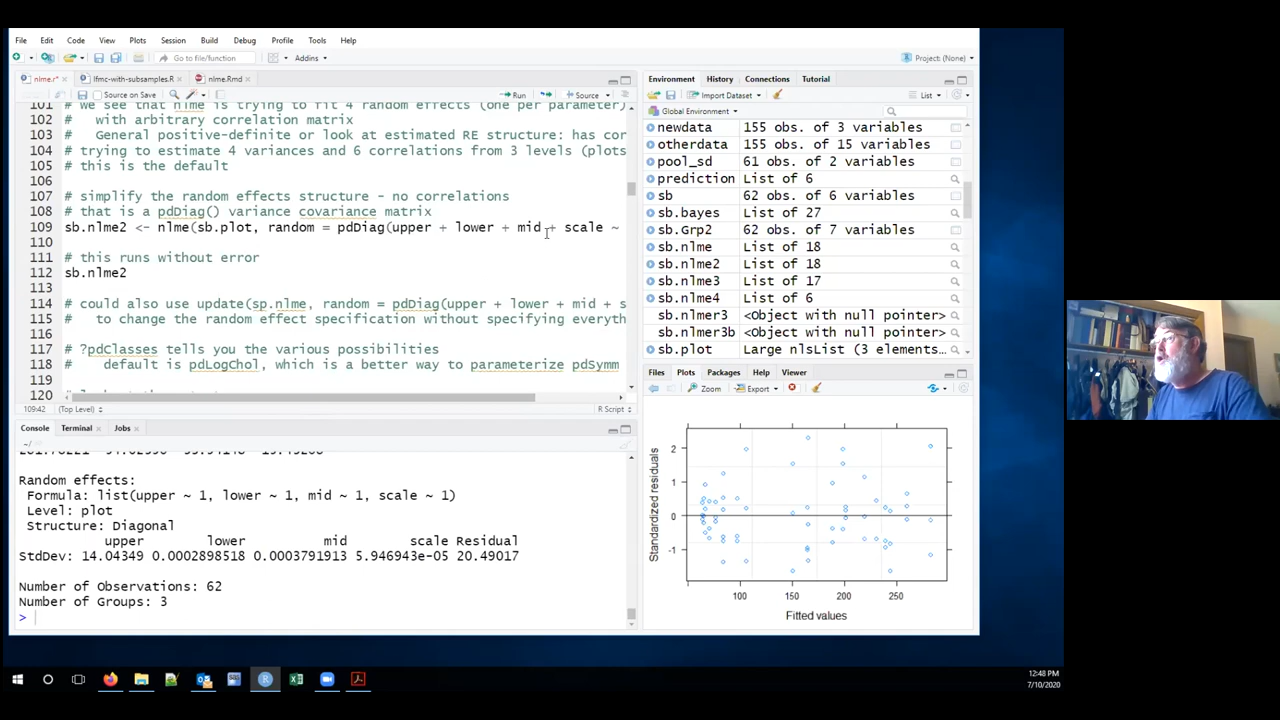 File Edit Code View Plots Session Build Debug Profile Tools Help
Go to file/function Addins Project: (None)
nlme.r* lfmc-with-subsamples.R nlme.Rmd
Source on Save Run Source
101 # we see that nlme is trying to fit 4 random effects (one per parameter)
102 # with arbitrary correlation matrix
103 # General positive-definite or look at estimated RE structure: has cor
104 # trying to estimate 4 variances and 6 correlations from 3 levels (plots
105 # this is the default
106
107 # simplify the random effects structure - no correlations
108 # that is a pdDiag() variance covariance matrix
109 sb.nlme2 <- nlme(sb.plot, random = pdDiag(upper + lower + mid + scale ~
110
111 # this runs without error
112 sb.nlme2
113
114 # could also use update(sp.nlme, random = pdDiag(upper + lower + mid + s
115 # to change the random effect specification without specifying everyth
116
117 # ?pdClasses tells you the various possibilities
118 # default is pdLogChol, which is a better way to parameterize pdSymm
119
120
109:42 (Top Level) R Script
Console Terminal Jobs
~/
Random effects:
Formula: list(upper ~ 1, lower ~ 1, mid ~ 1, scale ~ 1)
Level: plot
Structure: Diagonal
upper lower mid scale Residual
StdDev: 14.04349 0.0002898518 0.0003791913 5.946943e-05 20.49017
Number of Observations: 62
Number of Groups: 3
>
Environment History Connections Tutorial
Import Dataset List
Global Environment
newdata 155 obs. of 3 variables
otherdata 155 obs. of 15 variables
pool_sd 61 obs. of 2 variables
prediction List of 6
sb 62 obs. of 6 variables
sb.bayes List of 27
sb.Grp2 62 obs. of 7 variables
sb.nlme List of 18
sb.nlme2 List of 18
sb.nlme3 List of 17
sb.nlme4 List of 6
sb.nlmer3 <Object with null pointer>
sb.nlmer3b <Object with null pointer>
sb.plot Large nlsList (3 elements...
Files Plots Packages Help Viewer
Zoom Export
Standardized residuals
2
1
0
-1
100 150 200 250
Fitted values
12:48 PM
7/10/2020